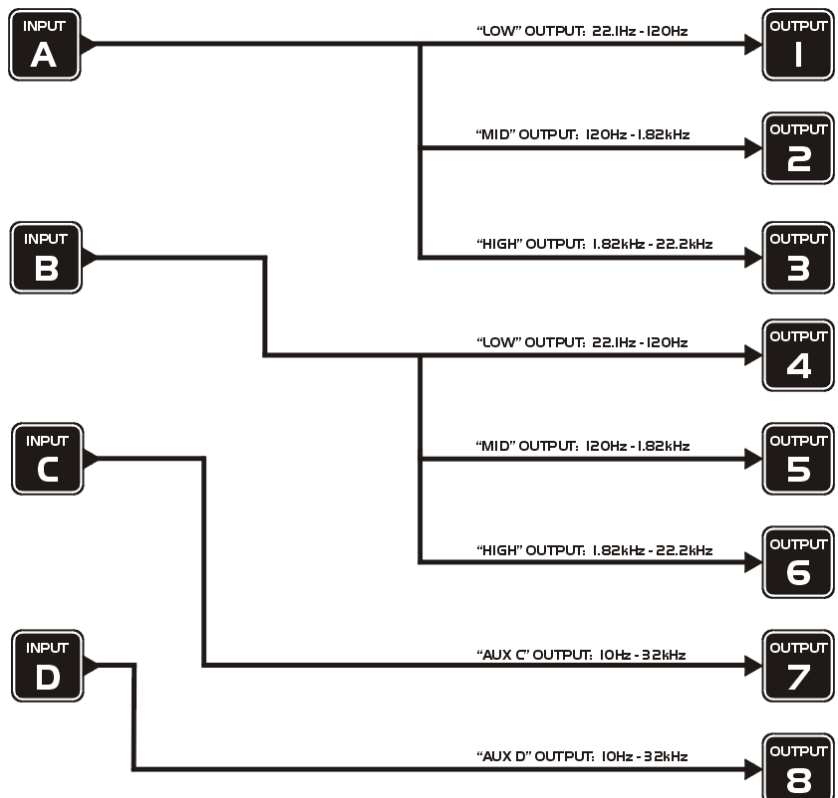 INPUT
A
"LOW" OUTPUT: 22.1Hz - 120Hz
OUTPUT
1
"MID" OUTPUT: 120Hz - 1.82kHz
OUTPUT
2
INPUT
B
"HIGH" OUTPUT: 1.82kHz - 22.2kHz
OUTPUT
3
"LOW" OUTPUT: 22.1Hz - 120Hz
OUTPUT
4
INPUT
C
"MID" OUTPUT: 120Hz - 1.82kHz
OUTPUT
5
"HIGH" OUTPUT: 1.82kHz - 22.2kHz
OUTPUT
6
INPUT
D
"AUX C" OUTPUT: 10Hz - 32kHz
OUTPUT
7
"AUX D" OUTPUT: 10Hz - 32kHz
OUTPUT
8